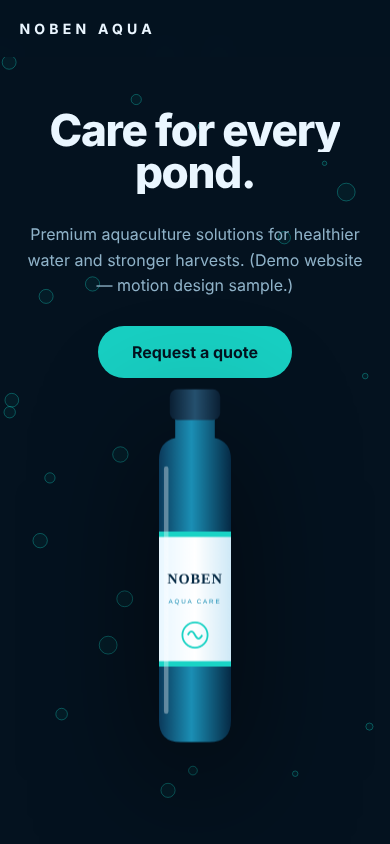 NOBEN AQUA
Care for every
pond.
Premium aquaculture solutions for healthier
water and stronger harvests. (Demo website
— motion design sample.)
Request a quote
NOBEN
AQUA CARE